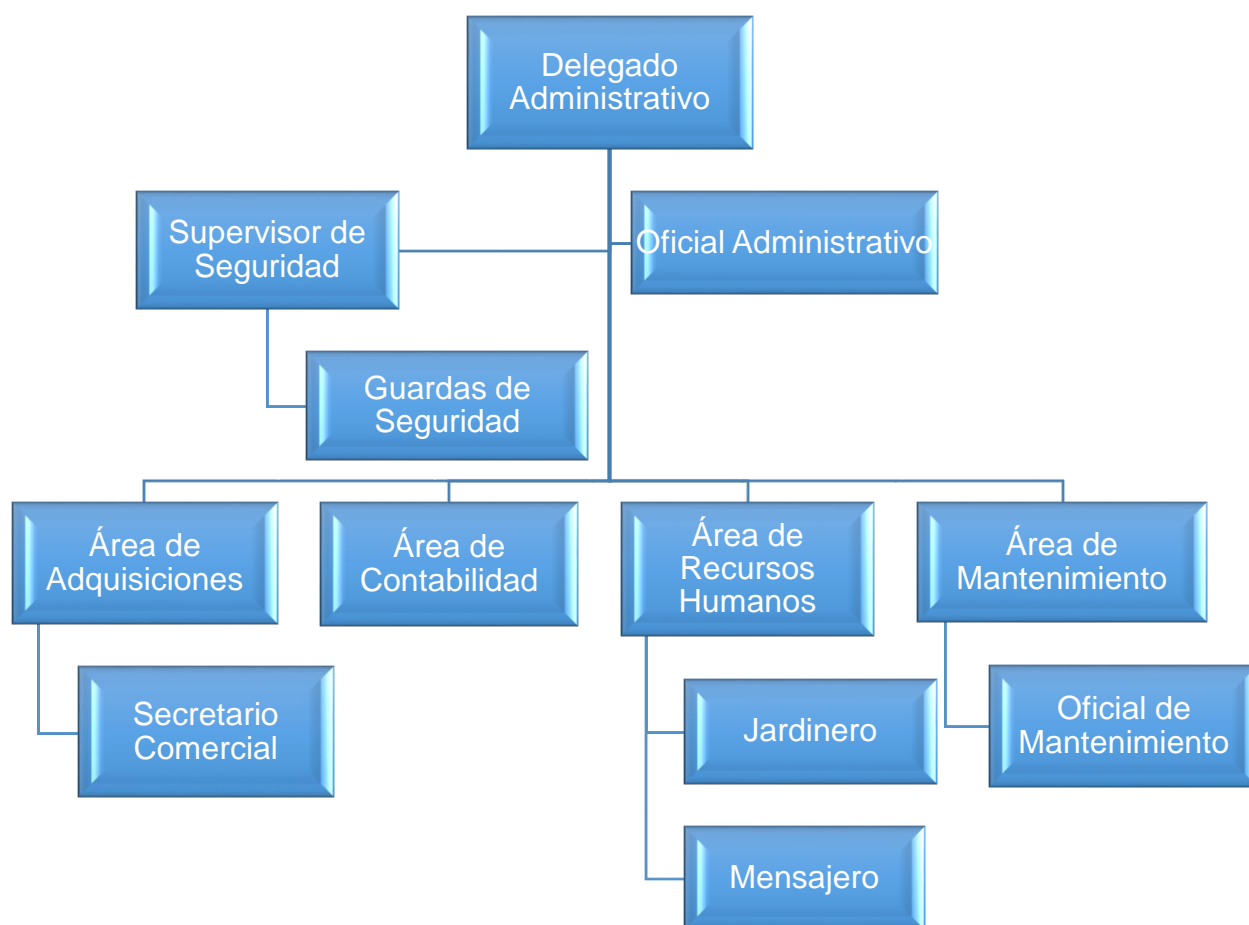 Delegado
Administrativo
Supervisor de
Seguridad
Oficial Administrativo
Guardas de
Seguridad
Área de
Adquisiciones
Área de
Contabilidad
Área de
Recursos
Humanos
Área de
Mantenimiento
Secretario
Comercial
Jardinero
Oficial de
Mantenimiento
Mensajero